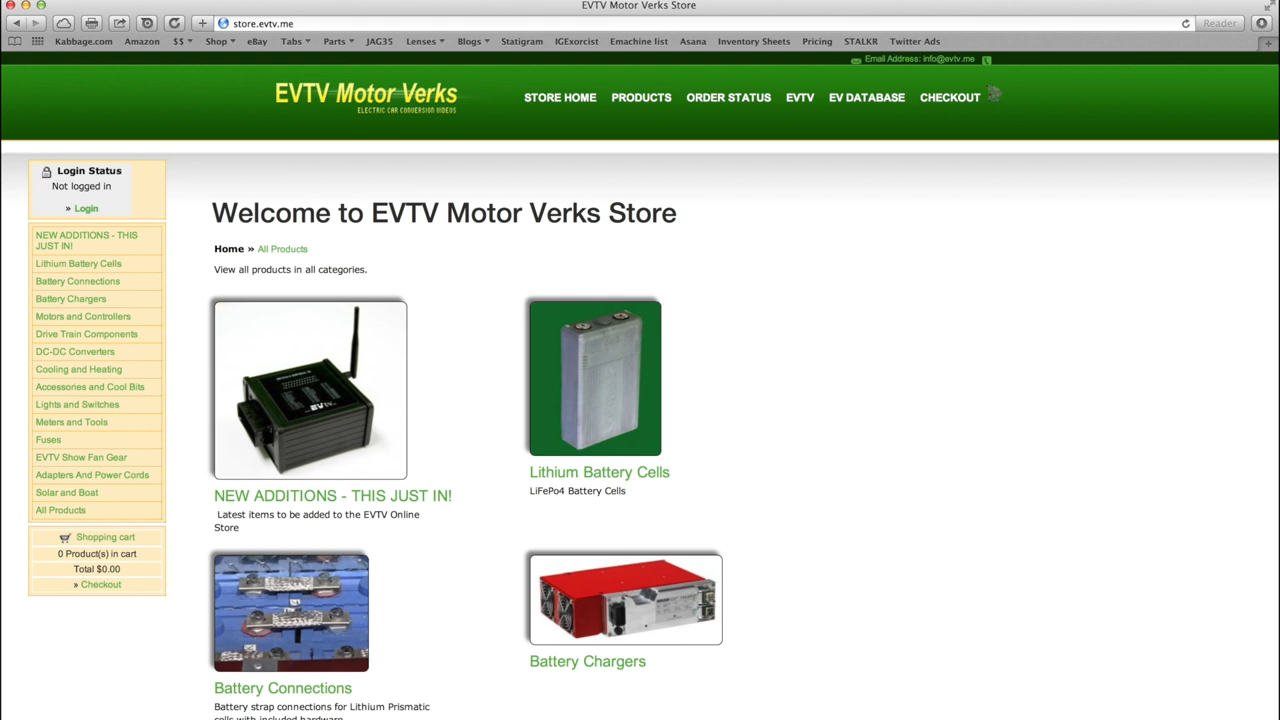 EVTV Motor Verks Store
store.evtv.me
Reader
Kabbage.com Amazon $$ Shop eBay Tabs Parts JAG35 Lenses Blogs Statigram IGExorcist Emachine list Asana Inventory Sheets Pricing STALKR Twitter Ads
Email Address: info@evtv.me
EVTV Motor Verks
ELECTRIC CAR CONVERSION VIDEOS
STORE HOME PRODUCTS ORDER STATUS EVTV EV DATABASE CHECKOUT
Login Status
Not logged in
» Login
NEW ADDITIONS - THIS
JUST IN!
Lithium Battery Cells
Battery Connections
Battery Chargers
Motors and Controllers
Drive Train Components
DC-DC Converters
Cooling and Heating
Accessories and Cool Bits
Lights and Switches
Meters and Tools
Fuses
EVTV Show Fan Gear
Adapters And Power Cords
Solar and Boat
All Products
Shopping cart
0 Product(s) in cart
Total $0.00
» Checkout
Welcome to EVTV Motor Verks Store
Home » All Products
View all products in all categories.
EVTV
NEW ADDITIONS - THIS JUST IN!
Latest items to be added to the EVTV Online
Store
Lithium Battery Cells
LiFePo4 Battery Cells
Battery Connections
Battery strap connections for Lithium Prismatic
cells with included hardware
Battery Chargers